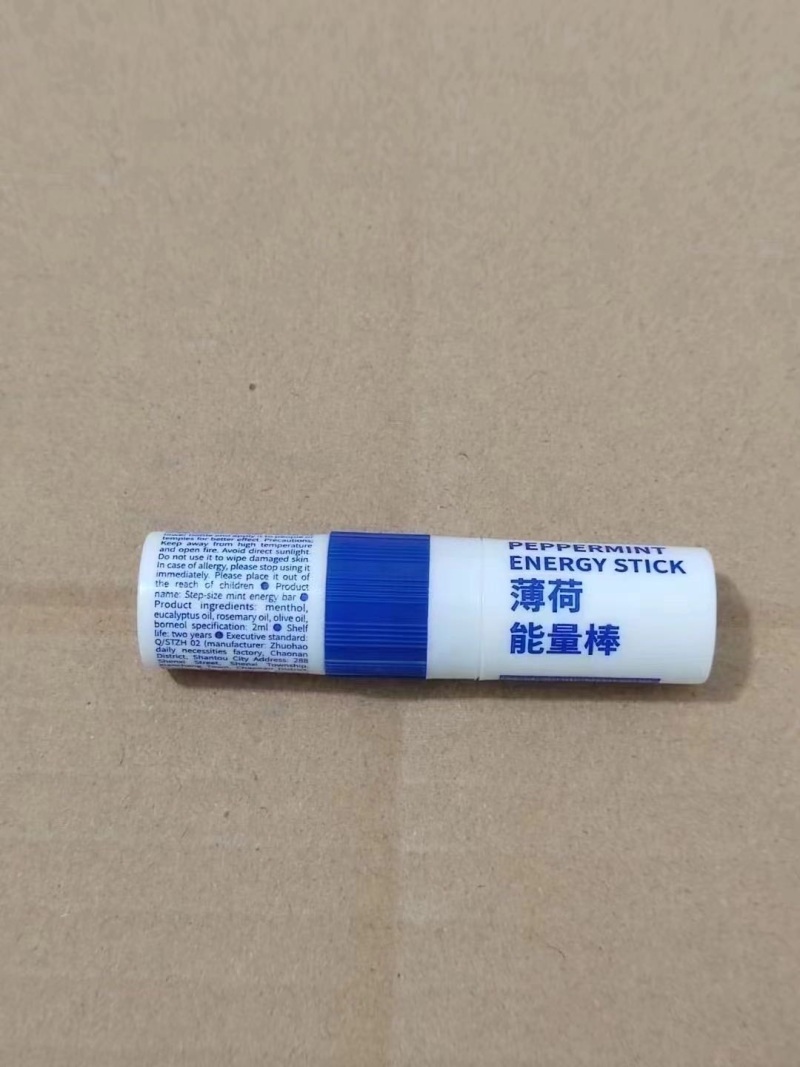 temples for better effect. Precautions:
Keep away from high temperature
and open fire. Avoid direct sunlight.
Do not use it to wipe damaged skin.
In case of allergy, please stop using it
immediately. Please place it out of
the reach of children ● Product
name: Step-size mint energy bar ●
Product ingredients: menthol,
eucalyptus oil, rosemary oil, olive oil,
borneol specification: 2ml ● Shelf
life: two years ● Executive standard:
Q/STZH 02 (manufacturer: Zhuohao
daily necessities factory, Chaonan
District, Shantou City Address: 288
Street, Township,
PEPPERMINT
ENERGY STICK
薄荷
能量棒